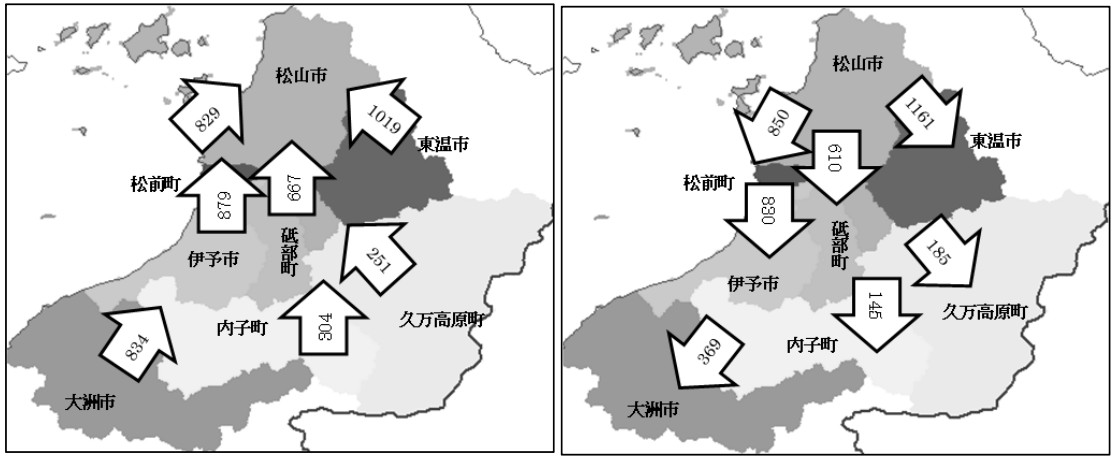 松山市
829
1019
東温市
松前町
667
879
砥部町
伊予市
251
久万高原町
内子町
304
834
大洲市
松山市
850
1161
東温市
610
松前町
830
砥部町
185
伊予市
145
久万高原町
内子町
369
大洲市